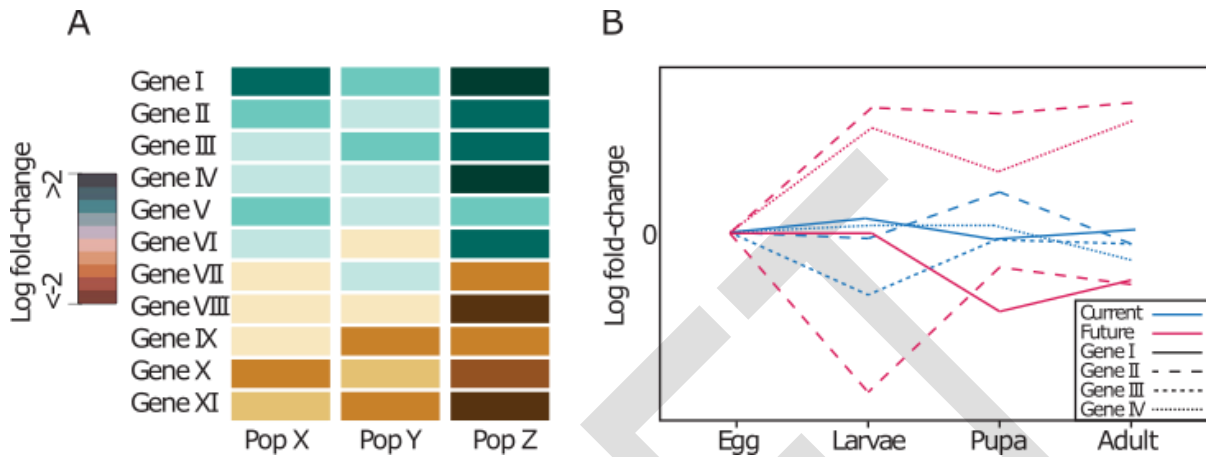 A
B
Gene Ⅰ
Gene Ⅱ
Gene Ⅲ
Gene Ⅳ
Gene Ⅴ
Gene Ⅵ
Gene Ⅶ
Gene Ⅷ
Gene Ⅸ
Gene Ⅹ
Gene Ⅺ
Log fold-change
>2
<-2
Pop X
Pop Y
Pop Z
Log fold-change
0
Current
Future
Gene Ⅰ
Gene Ⅱ
Gene Ⅲ
Gene Ⅳ
Egg
Larvae
Pupa
Adult